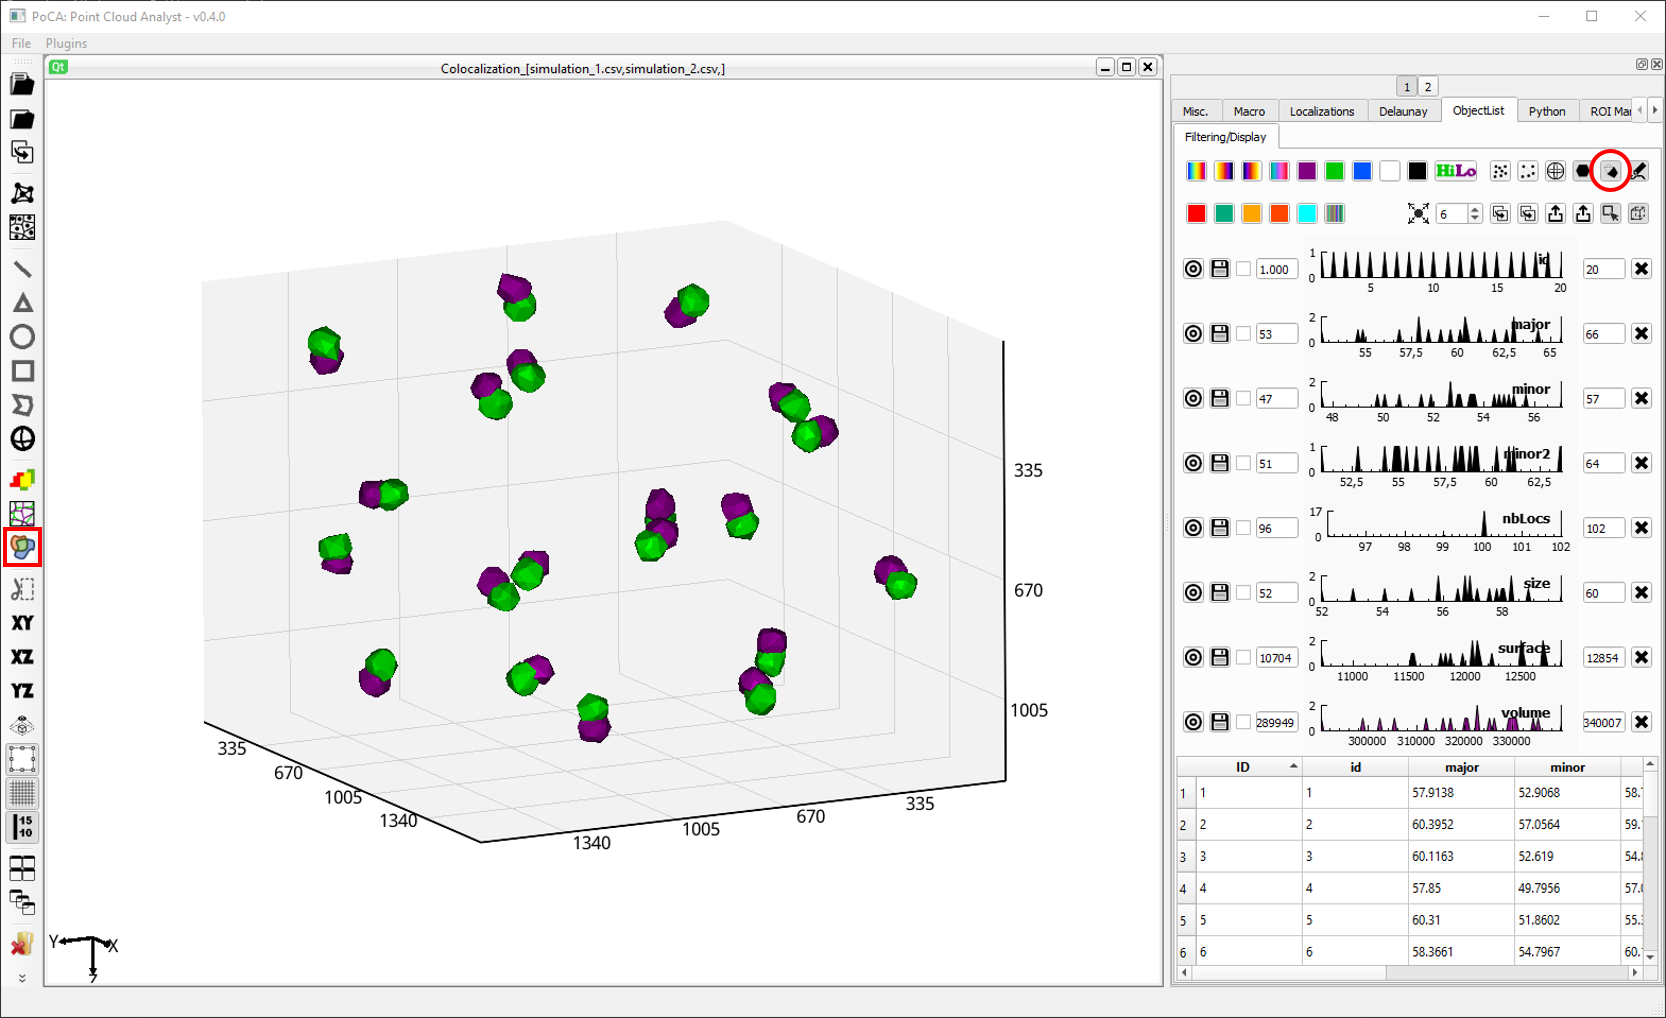 PoCA: Point Cloud Analyst - v0.4.0
File Plugins
Qt Colocalization_[simulation_1.csv,simulation_2.csv,]
1 2
Misc. Macro Localizations Delaunay ObjectList Python ROI Ma
Filtering/Display
HiLo
6
1.000 1 0 5 10 15 20 id 20
53 2 0 55 57,5 60 62,5 65 major 66
47 2 0 48 50 52 54 56 minor 57
51 1 0 52,5 55 57,5 60 62,5 minor2 64
96 17 0 97 98 99 100 101 102 nbLocs 102
52 2 0 52 54 56 58 size 60
10704 2 0 11000 11500 12000 12500 surface 12854
289949 2 0 300000 310000 320000 330000 volume 340007
335
670
1005
335
670
1005
1340
335
670
1005
1340
XY
XZ
YZ
15
10
Y X
Z
ID id major minor
1 1 1 57.9138 52.9068 58.
2 2 2 60.3952 57.0564 59.
3 3 3 60.1163 52.619 54.
4 4 4 57.85 49.7956 57.
5 5 5 60.31 51.8602 55.
6 6 6 58.3661 54.7967 60.